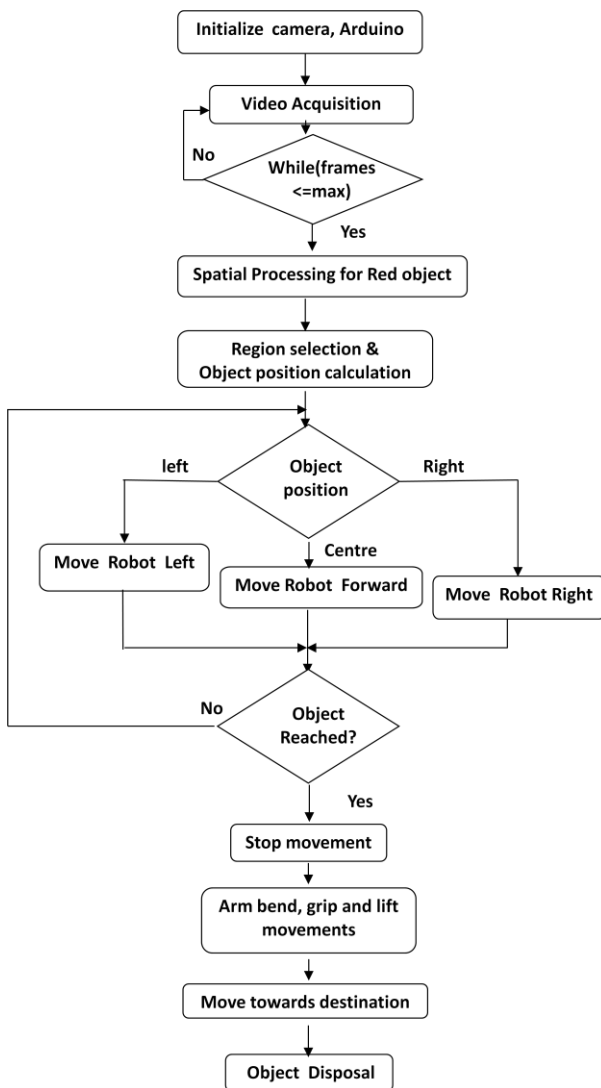 Initialize camera, Arduino
Video Acquisition
No
While(frames
<=max)
Yes
Spatial Processing for Red object
Region selection &
Object position calculation
left
Object
position
Right
Centre
Move Robot Left
Move Robot Forward
Move Robot Right
No
Object
Reached?
Yes
Stop movement
Arm bend, grip and lift
movements
Move towards destination
Object Disposal